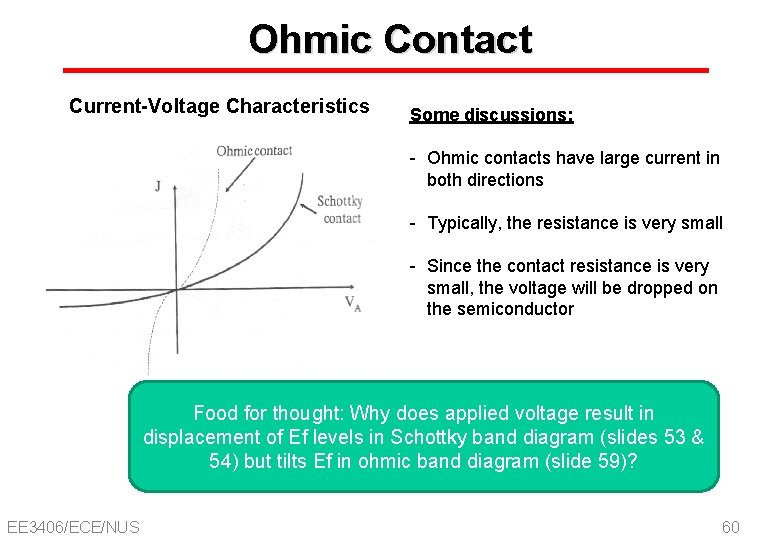 Ohmic Contact
Current-Voltage Characteristics
Ohmic contact
J
Schottky
contact
V_A
Some discussions:
- Ohmic contacts have large current in
both directions
- Typically, the resistance is very small
- Since the contact resistance is very
small, the voltage will be dropped on
the semiconductor
Food for thought: Why does applied voltage result in
displacement of Ef levels in Schottky band diagram (slides 53 &
54) but tilts Ef in ohmic band diagram (slide 59)?
EE3406/ECE/NUS
60